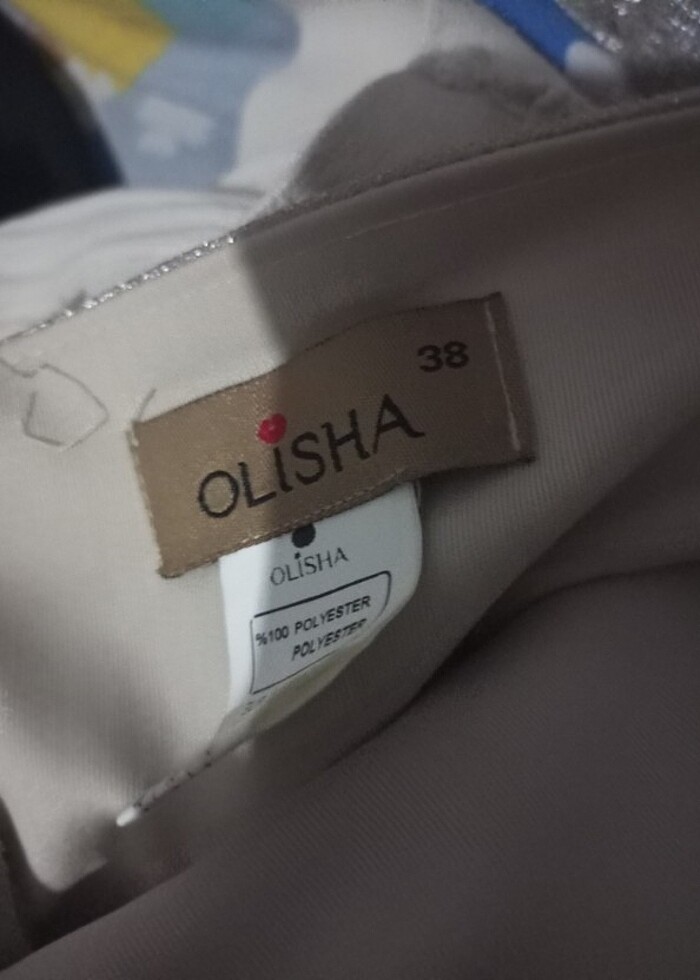 38
OLiSHA
OLiSHA
%100 POLYESTER
POLYESTER